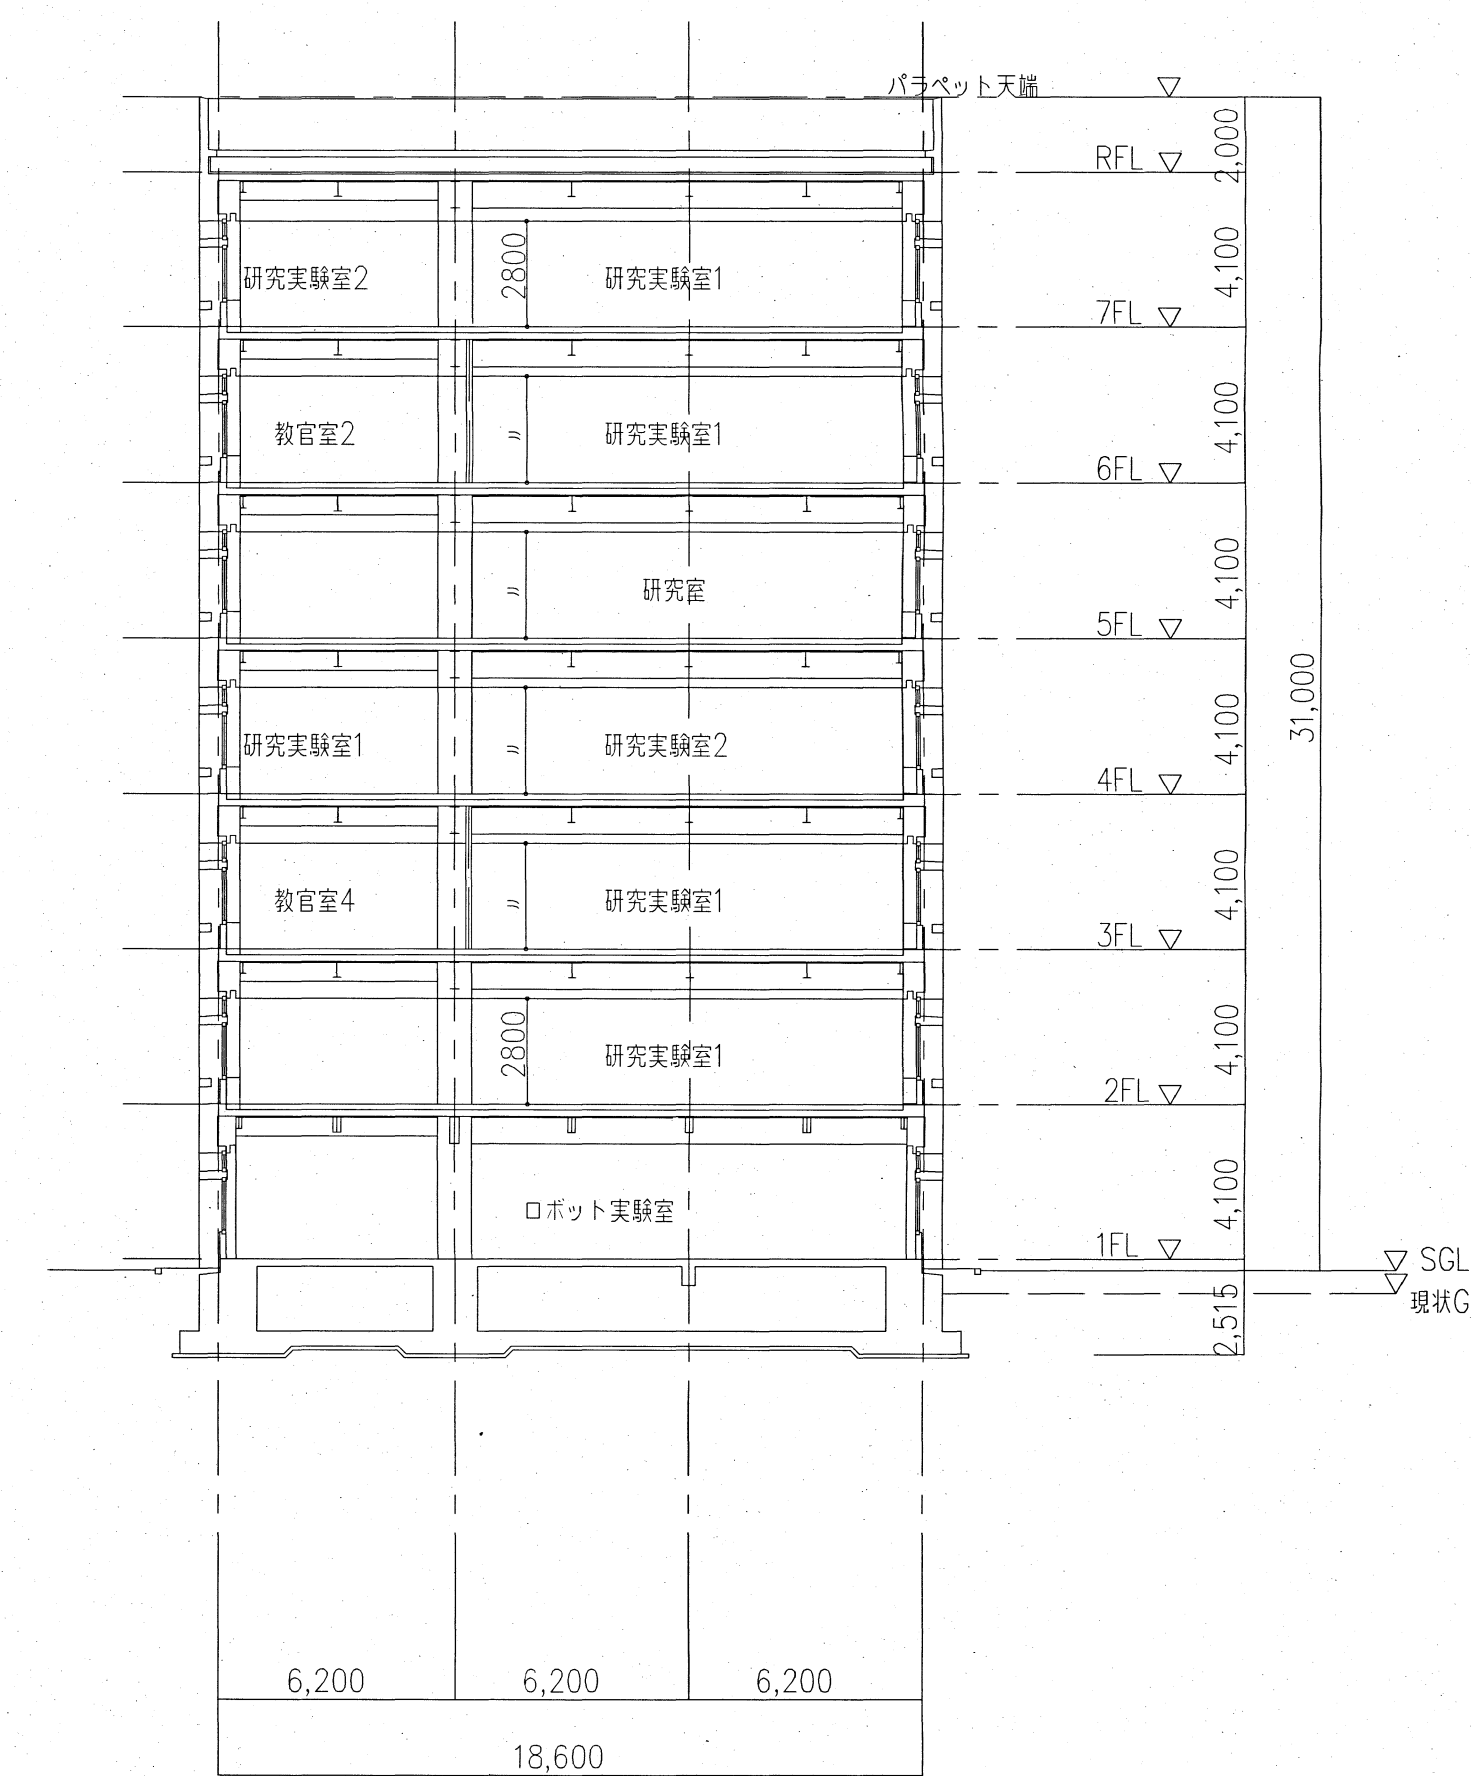 パラペット天端
2,000
RFL
4,100
研究実験室2
2800
研究実験室1
7FL
4,100
教官室2
〃
研究実験室1
6FL
4,100
〃
研究室
5FL
31,000
4,100
研究実験室1
〃
研究実験室2
4FL
4,100
教官室4
〃
研究実験室1
3FL
4,100
2800
研究実験室1
2FL
4,100
ロボット実験室
1FL
SGL
現状G
2,515
6,200
6,200
6,200
18,600